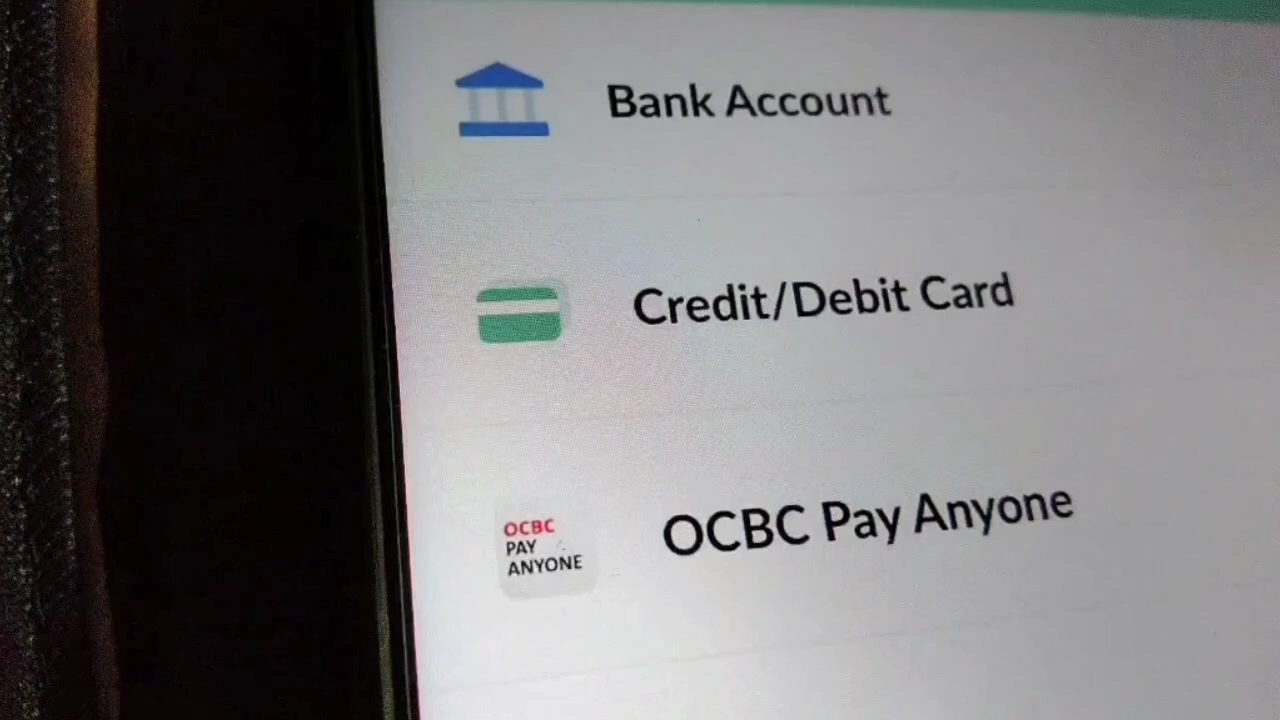 Bank Account
Credit/Debit Card
OCBC
PAY
ANYONE
OCBC Pay Anyone